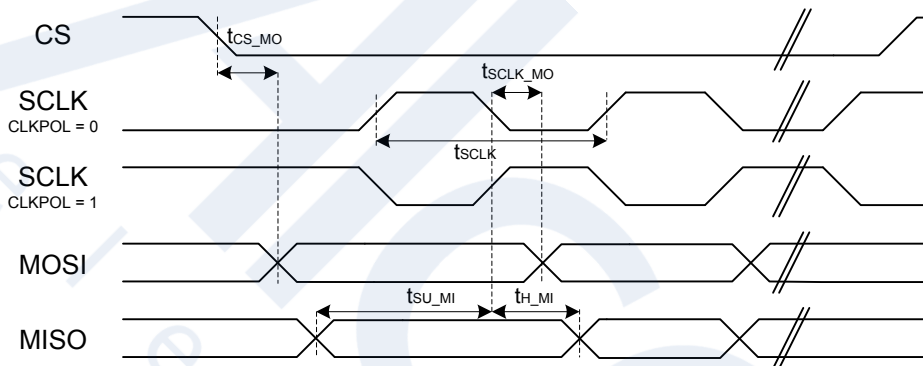 CS
tCS_MO
tSCLK_MO
SCLK
CLKPOL = 0
tSCLK
SCLK
CLKPOL = 1
MOSI
tSU_MI
tH_MI
MISO